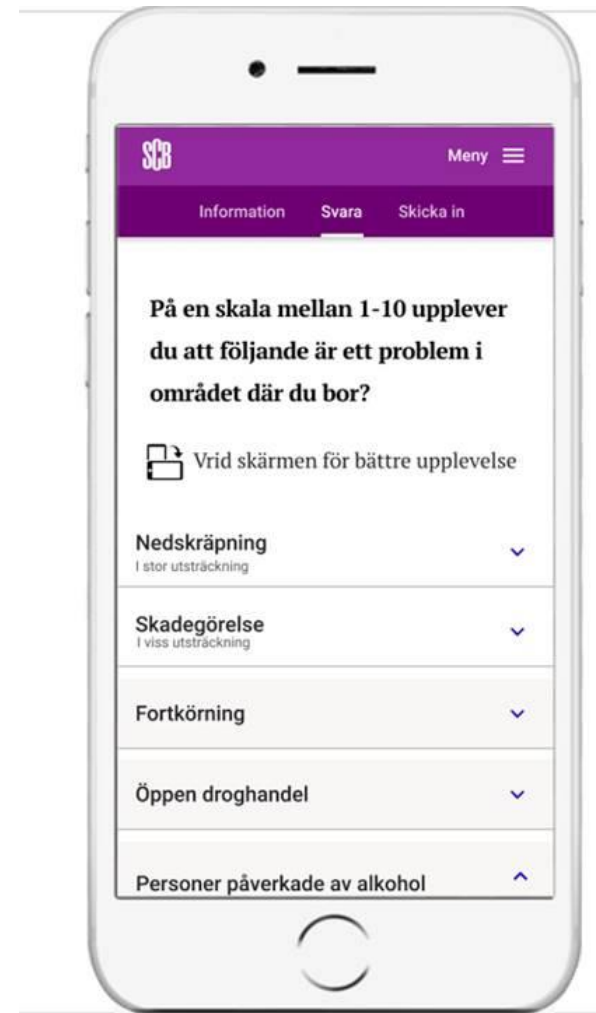 SCB
Meny
Information Svara Skicka in
På en skala mellan 1-10 upplever
du att följande är ett problem i
området där du bor?
Vrid skärmen för bättre upplevelse
Nedskräpning
I stor utsträckning
Skadegörelse
I viss utsträckning
Fortkörning
Öppen droghandel
Personer påverkade av alkohol